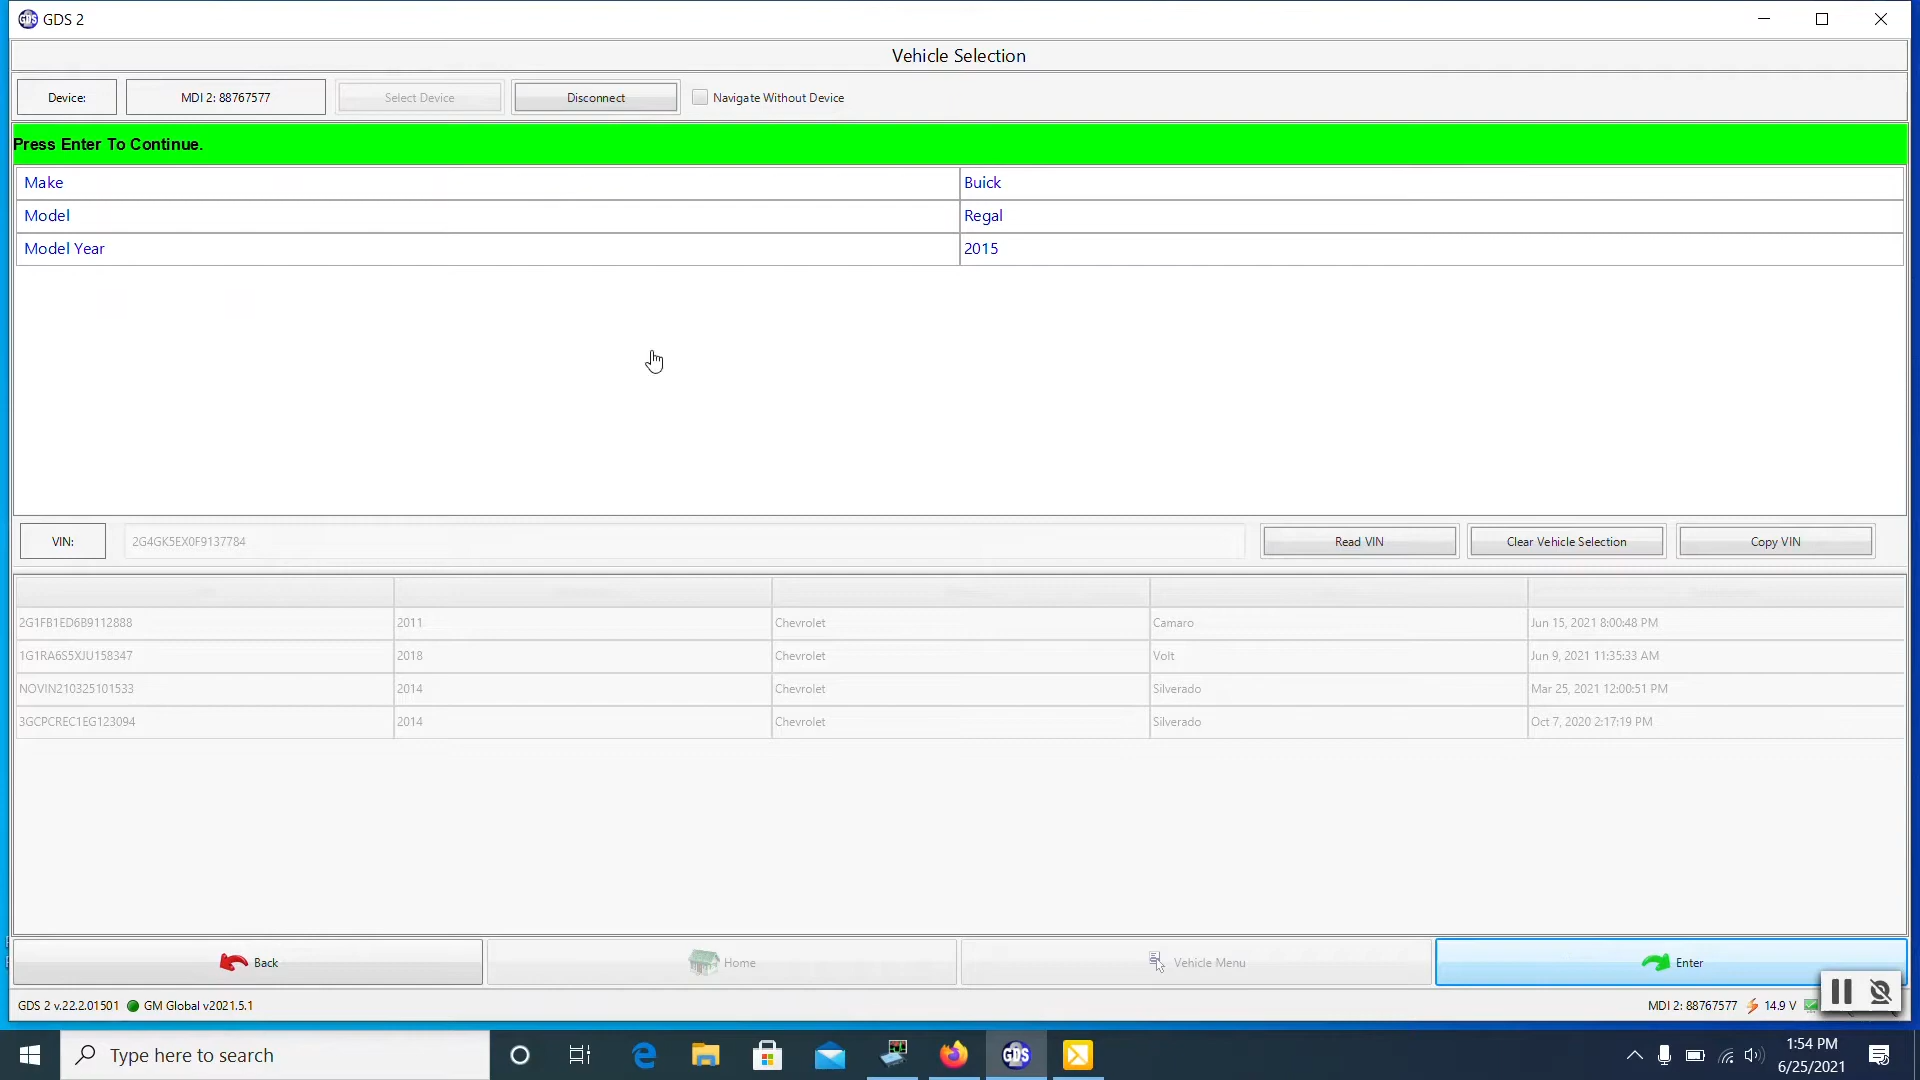 GDS 2
Vehicle Selection
Device: MDI 2: 88767577 Select Device Disconnect Navigate Without Device
Press Enter To Continue.
Make Buick
Model Regal
Model Year 2015
VIN: 2G4GK5EX0F9137784 Read VIN Clear Vehicle Selection Copy VIN
2G1FB1ED6B9112888 2011 Chevrolet Camaro Jun 15, 2021 8:00:48 PM
1G1RA6S5XJU158347 2018 Chevrolet Volt Jun 9, 2021 11:35:33 AM
NOVIN210325101533 2014 Chevrolet Silverado Mar 25, 2021 12:00:51 PM
3GCPCREC1EG123094 2014 Chevrolet Silverado Oct 7, 2020 2:17:19 PM
Back Home Vehicle Menu Enter
GDS 2 v.22.2.01501 GM Global v2021.5.1 MDI 2: 88767577 14.9 V
Type here to search GDS 1:54 PM
6/25/2021